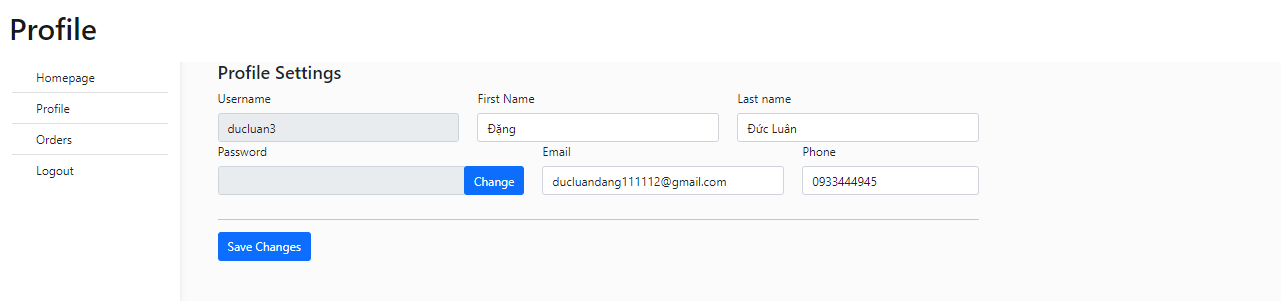 Profile
Homepage
Profile
Orders
Logout
Profile Settings
Username First Name Last name
ducluan3 Đặng Đức Luân
Password Email Phone
Change ducluandang111112@gmail.com 0933444945
Save Changes